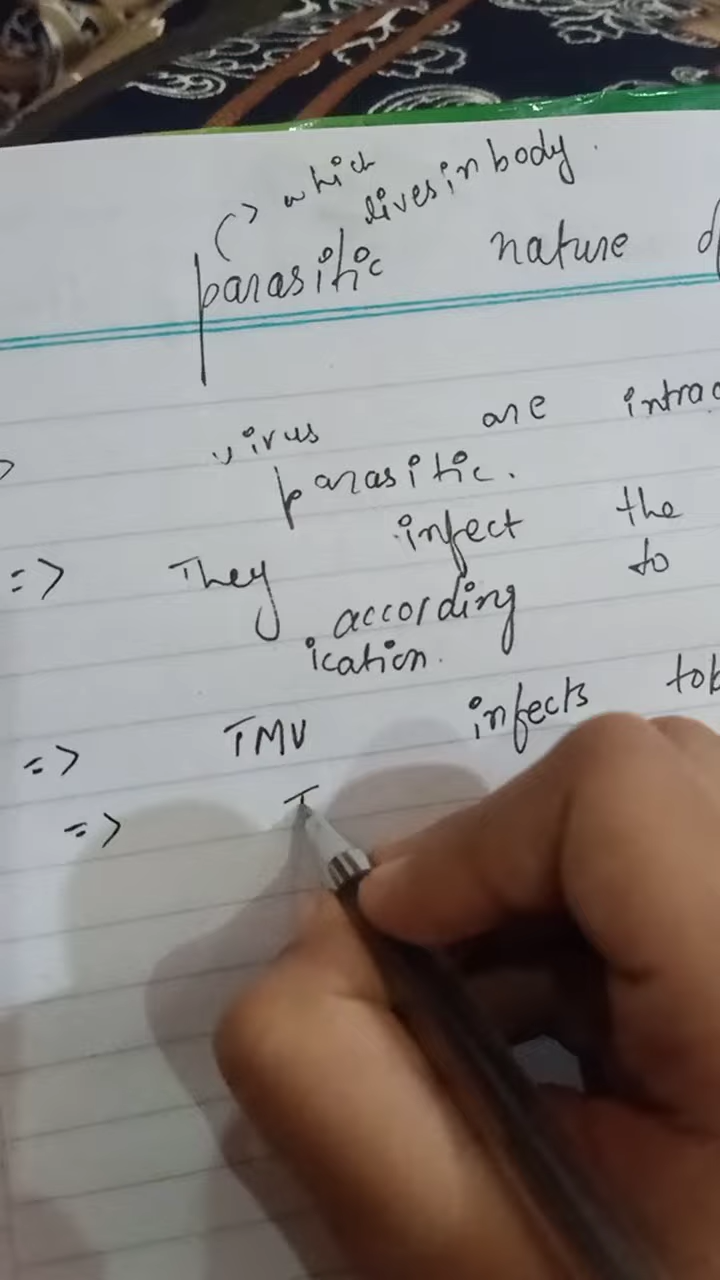 which
lives in body.
parasitic nature
virus are
parasitic.
=> They infect the
according to
ication.
=> TMV infects
=> T